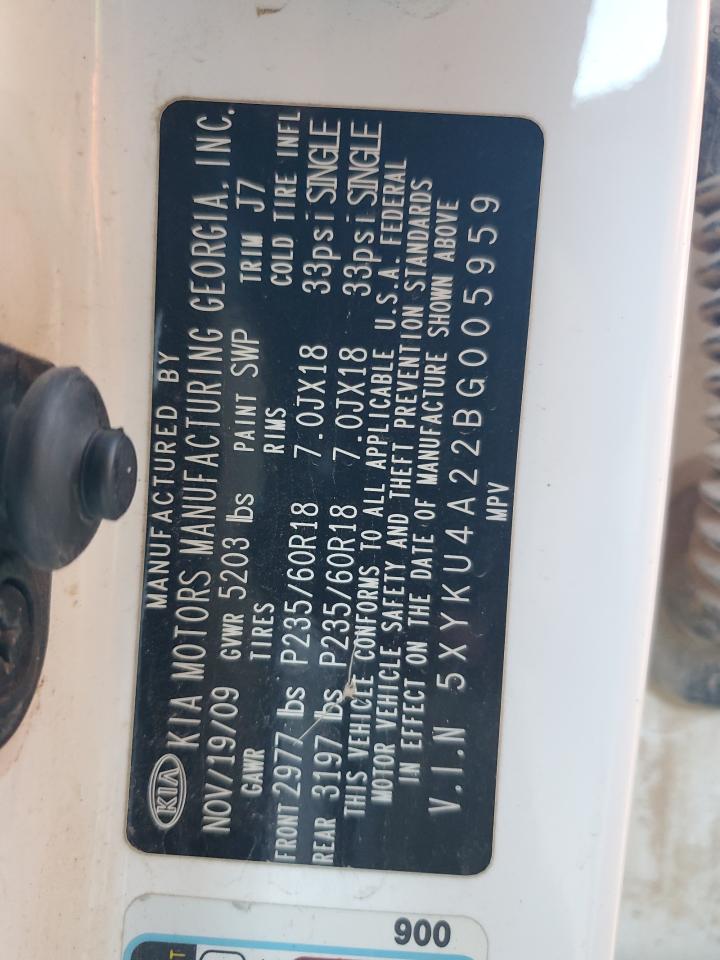 MANUFACTURED BY
KIA KIA MOTORS MANUFACTURING GEORGIA, INC.
NOV/19/09 GVWR 5203 lbs PAINT SWP TRIM J7
GAWR TIRES RIMS COLD TIRE INFL
FRONT 2977 lbs P235/60R18 7.0JX18 33psi SINGLE
REAR 3197 lbs P235/60R18 7.0JX18 33psi SINGLE
THIS VEHICLE CONFORMS TO ALL APPLICABLE U.S.A. FEDERAL
MOTOR VEHICLE SAFETY AND THEFT PREVENTION STANDARDS
IN EFFECT ON THE DATE OF MANUFACTURE SHOWN ABOVE
V.I.N 5XYKU4A22BG005959
MPV
900